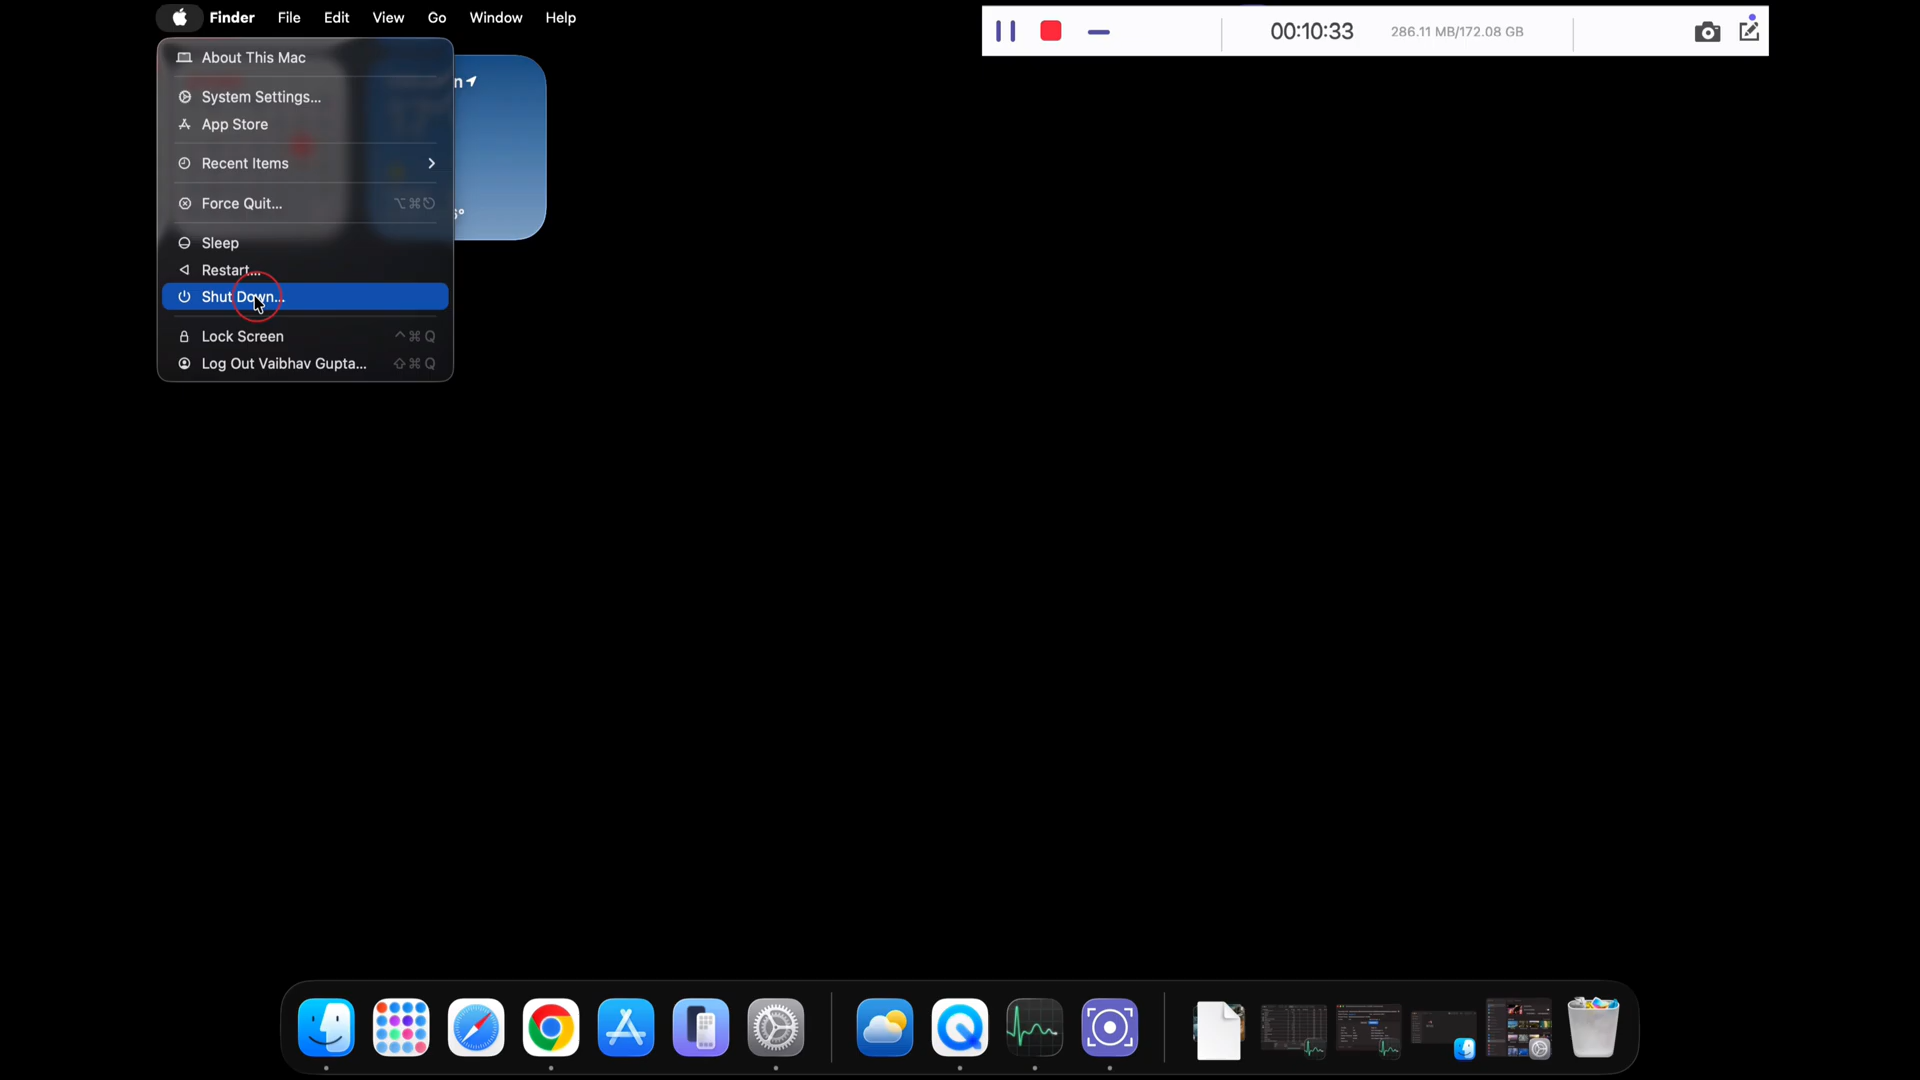 Finder File Edit View Go Window Help
00:10:33 286.11 MB/172.08 GB
About This Mac
System Settings...
App Store
Recent Items
Force Quit... ⌥⌘⎋
Sleep
Restart...
Shut Down...
Lock Screen ^⌘Q
Log Out Vaibhav Gupta... ⇧⌘Q